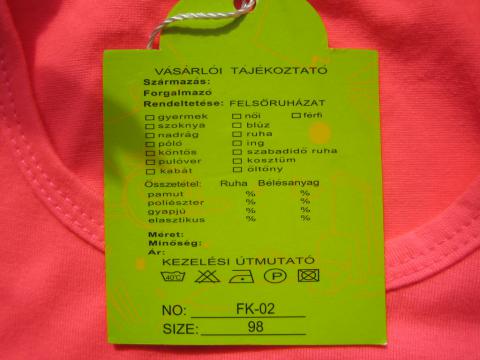 VÁSÁRLÓI TÁJÉKOZTATÓ
Származás:
Forgalmazó
Rendeltetése: FELSŐRUHÁZAT
gyermek női férfi
szoknya blúz
nadrág ruha
póló ing
köntös szabadidő ruha
pulóver kosztüm
kabát öltöny
Összetétel: Ruha Bélésanyag
pamut % %
poliészter % %
gyapjú % %
elasztikus % %
Méret:
Minőség:
Ár:
KEZELÉSI ÚTMUTATÓ
40°C P
NO: FK-02
SIZE: 98